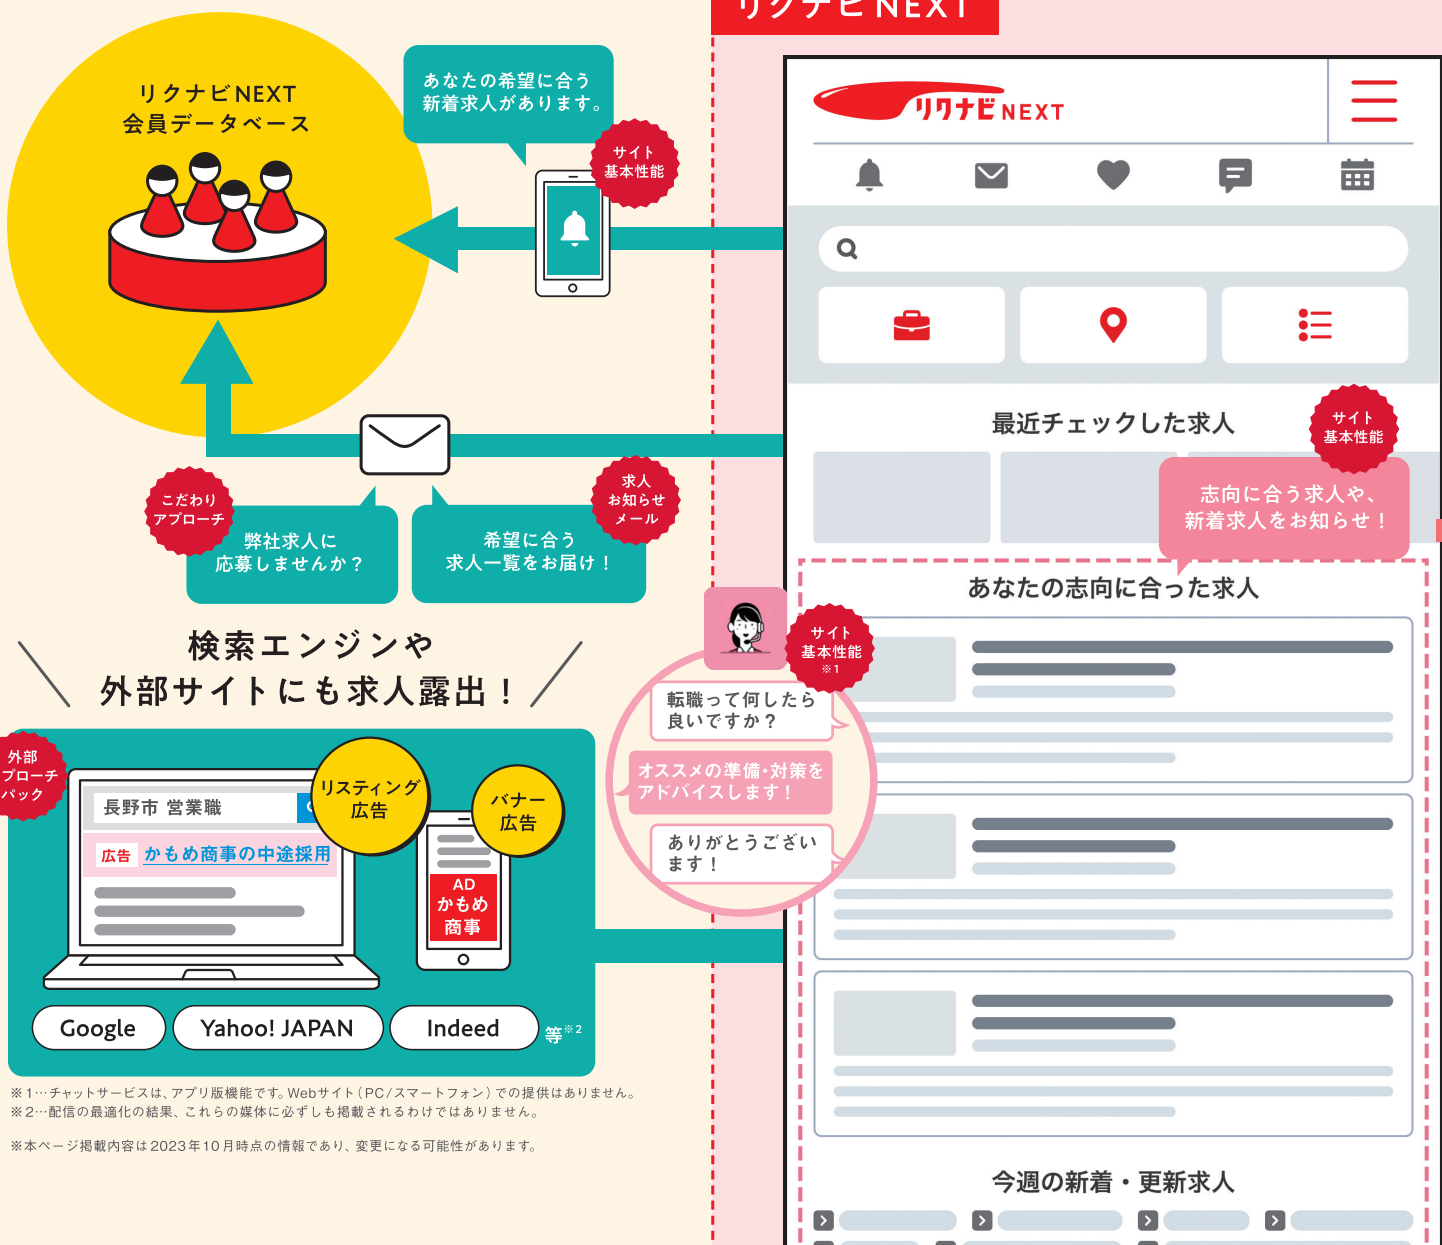 リクナビNEXT
リクナビNEXT
会員データベース
あなたの希望に合う
新着求人があります。
サイト
基本性能
こだわり
アプローチ
弊社求人に
応募しませんか？
希望に合う
求人一覧をお届け！
求人
お知らせ
メール
検索エンジンや
外部サイトにも求人露出！
外部
プローチ
パック
長野市 営業職
広告 かもめ商事の中途採用
リスティング
広告
バナー
広告
AD
かもめ
商事
Google
Yahoo! JAPAN
Indeed
等※2
※1…チャットサービスは、アプリ版機能です。Webサイト（PC/スマートフォン）での提供はありません。
※2…配信の最適化の結果、これらの媒体に必ずしも掲載されるわけではありません。
※本ページ掲載内容は2023年10月時点の情報であり、変更になる可能性があります。
サイト
基本性能
※1
転職って何したら
良いですか？
オススメの準備・対策を
アドバイスします！
ありがとうござい
ます！
リクナビNEXT
最近チェックした求人
サイト
基本性能
志向に合う求人や、
新着求人をお知らせ！
あなたの志向に合った求人
今週の新着・更新求人